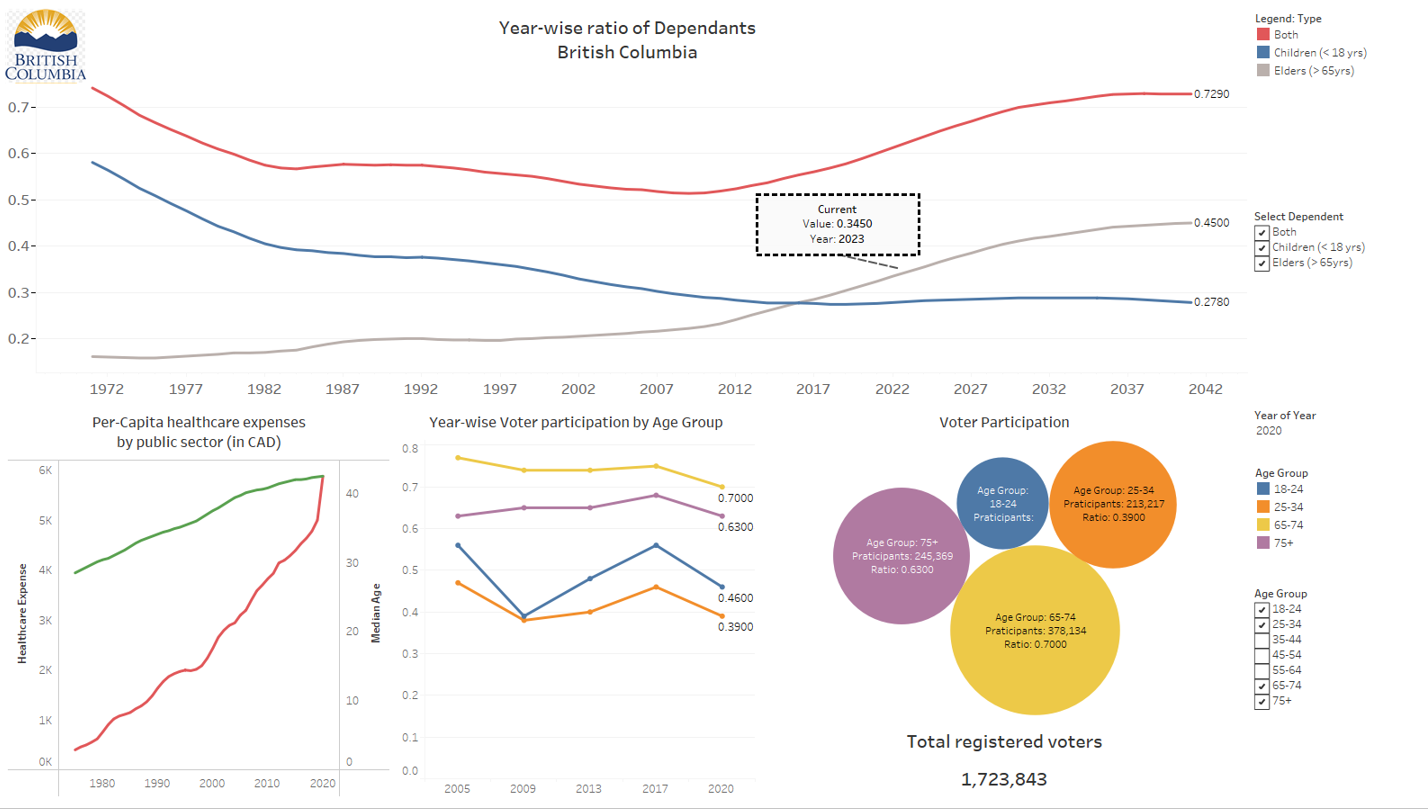 BRITISH
COLUMBIA
Year-wise ratio of Dependants
British Columbia
Legend: Type
Both
Children (< 18 yrs)
Elders (> 65yrs)
0.7
0.6
0.5
0.4
0.3
0.2
0.7290
0.4500
0.2780
Current
Value: 0.3450
Year: 2023
Select Dependent
Both
Children (< 18 yrs)
Elders (> 65yrs)
1972 1977 1982 1987 1992 1997 2002 2007 2012 2017 2022 2027 2032 2037 2042
Per-Capita healthcare expenses
by public sector (in CAD)
Healthcare Expense
6K
5K
4K
3K
2K
1K
0K
40
30
20
10
0
Median Age
1980 1990 2000 2010 2020
Year-wise Voter participation by Age Group
0.8
0.7
0.6
0.5
0.4
0.3
0.2
0.1
0.0
0.7000
0.6300
0.4600
0.3900
2005 2009 2013 2017 2020
Voter Participation
Age Group: 75+
Praticipants: 245,369
Ratio: 0.6300
Age Group:
18-24
Praticipants:
Age Group: 25-34
Praticipants: 213,217
Ratio: 0.3900
Age Group: 65-74
Praticipants: 378,134
Ratio: 0.7000
Total registered voters
1,723,843
Year of Year
2020
Age Group
18-24
25-34
65-74
75+
Age Group
18-24
25-34
35-44
45-54
55-64
65-74
75+